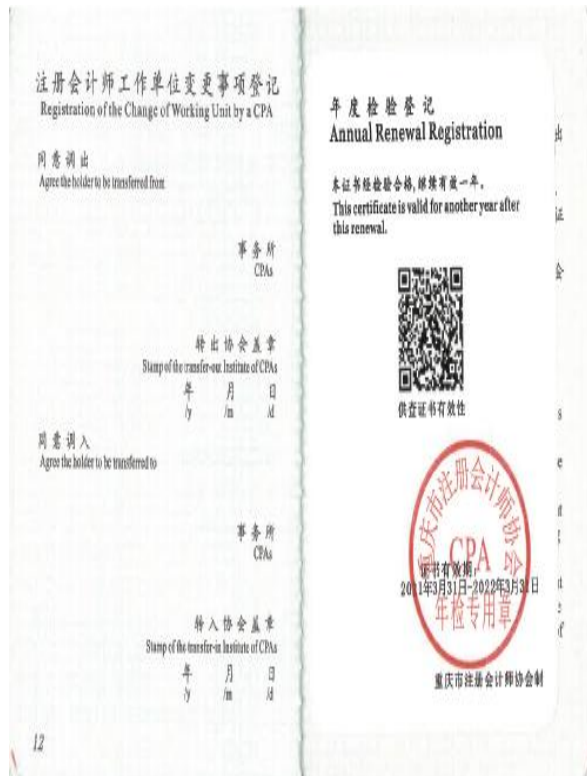 注册会计师工作单位变更事项登记
Registration of the Change of Working Unit by a CPA
同意调出
Agree the holder to be transferred from
事务所
CPAs
转出协会盖章
Stamp of the transfer-out Institute of CPAs
年 月 日
/y /m /d
同意调入
Agree the holder to be transferred to
事务所
CPAs
转入协会盖章
Stamp of the transfer-in Institute of CPAs
年 月 日
/y /m /d
12
年度检验登记
Annual Renewal Registration
本证书经检验合格,继续有效一年。
This certificate is valid for another year after
this renewal.
供查证书有效性
重庆市注册会计师协会
CPA
证书有效期:
2021年3月31日-2022年3月31日
年检专用章
重庆市注册会计师协会制
证
会